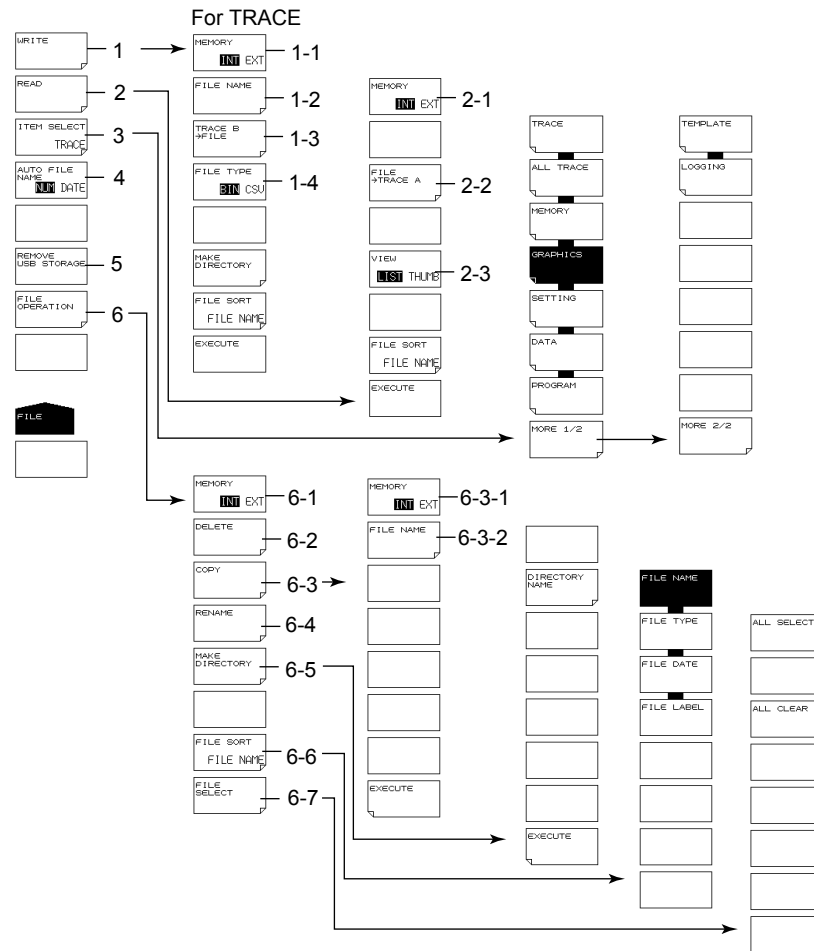 For TRACE
WRITE
1
READ
2
ITEM SELECT
TRACE
3
AUTO FILE
NAME
NUM DATE
4
REMOVE
USB STORAGE
5
FILE
OPERATION
6
FILE
MEMORY
INT EXT
1-1
FILE NAME
1-2
TRACE B
→FILE
1-3
FILE TYPE
BIN CSV
1-4
MAKE
DIRECTORY
FILE SORT
FILE NAME
EXECUTE
MEMORY
INT EXT
2-1
FILE
→TRACE A
2-2
VIEW
LIST THUMB
2-3
FILE SORT
FILE NAME
EXECUTE
TRACE
ALL TRACE
MEMORY
GRAPHICS
SETTING
DATA
PROGRAM
MORE 1/2
TEMPLATE
LOGGING
MORE 2/2
MEMORY
INT EXT
6-1
DELETE
6-2
COPY
6-3
RENAME
6-4
MAKE
DIRECTORY
6-5
FILE SORT
FILE NAME
6-6
FILE
SELECT
6-7
MEMORY
INT EXT
6-3-1
FILE NAME
6-3-2
EXECUTE
DIRECTORY
NAME
EXECUTE
FILE NAME
FILE TYPE
FILE DATE
FILE LABEL
ALL SELECT
ALL CLEAR